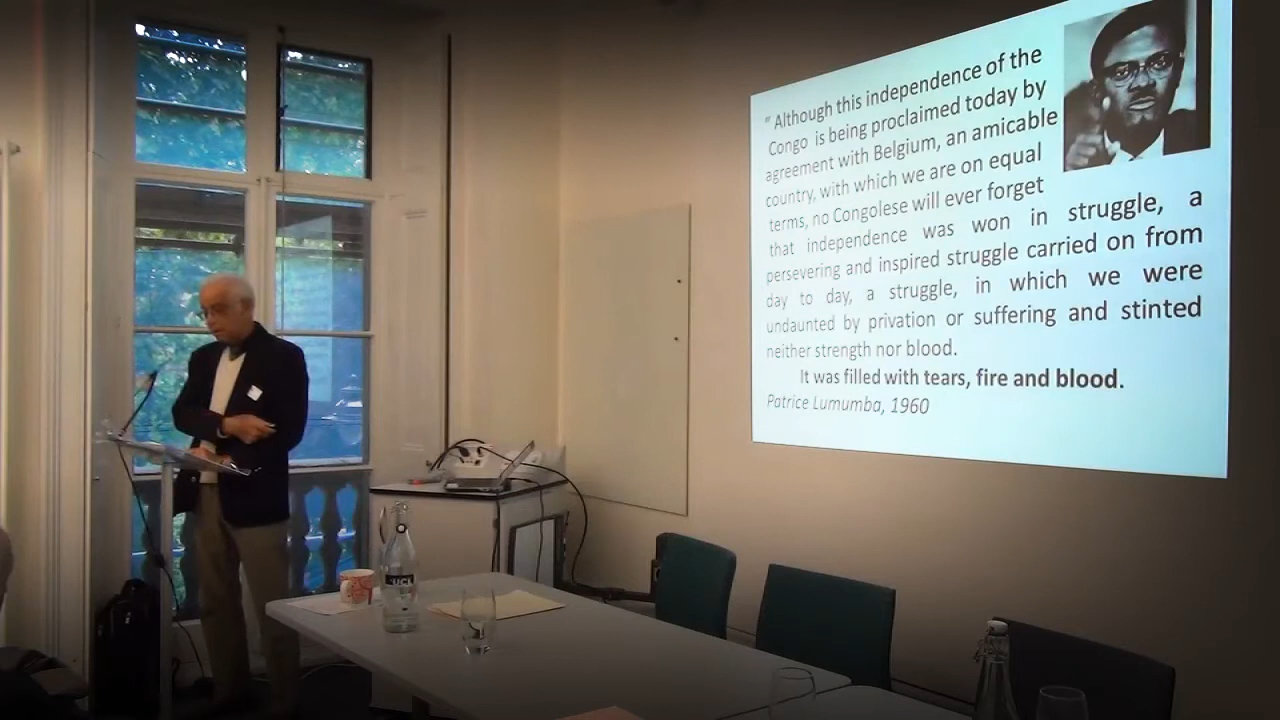 " Although this independence of the
Congo is being proclaimed today by
agreement with Belgium, an amicable
country, with which we are on equal
terms, no Congolese will ever forget
that independence was won in struggle, a
persevering and inspired struggle carried on from
day to day, a struggle, in which we were
undaunted by privation or suffering and stinted
neither strength nor blood.
It was filled with tears, fire and blood.
Patrice Lumumba, 1960
UCL